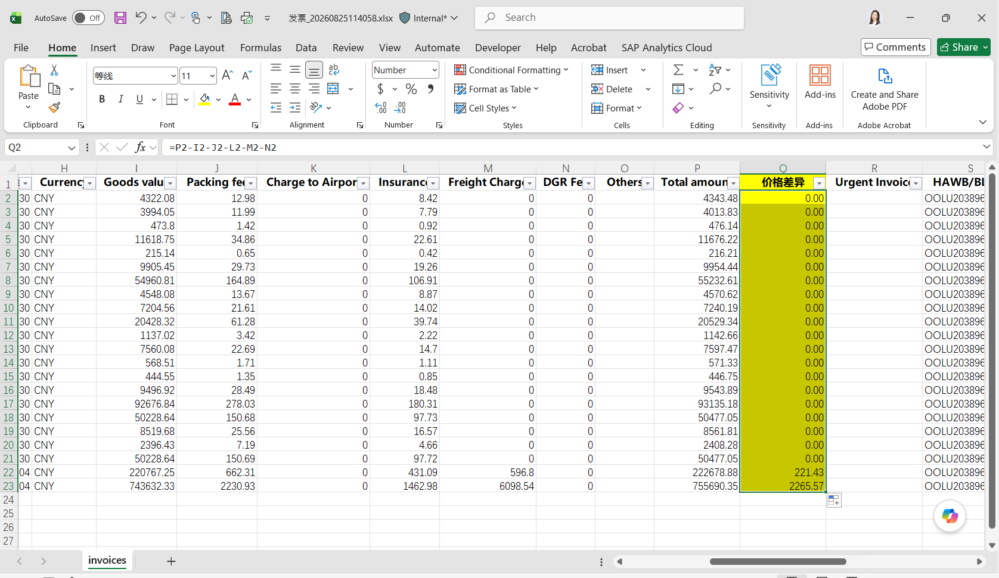 AutoSave Off 发票_20260825114058.xlsx Internal* Search
File Home Insert Draw Page Layout Formulas Data Review View Automate Developer Help Acrobat SAP Analytics Cloud Comments Share
等线 11 Number Conditional Formatting Insert
Paste Format as Table Delete Sensitivity Add-ins Create and Share Adobe PDF
B I U Cell Styles Format
Clipboard Font Alignment Number Styles Cells Editing Sensitivity Add-ins Adobe Acrobat
Q2 fx =P2-I2-J2-L2-M2-N2
H I J K L M N O P Q R S
1 Currency Goods valu Packing fee Charge to Airpor Insuranc Freight Charg DGR Fe Others Total amoun 价格差异 Urgent Invoic HAWB/BL
2 30 CNY 4322.08 12.98 0 8.42 0 0 4343.48 0.00 OOLU203896
3 30 CNY 3994.05 11.99 0 7.79 0 0 4013.83 0.00 OOLU203896
4 30 CNY 473.8 1.42 0 0.92 0 0 476.14 0.00 OOLU203896
5 30 CNY 11618.75 34.86 0 22.61 0 0 11676.22 0.00 OOLU203896
6 30 CNY 215.14 0.65 0 0.42 0 0 216.21 0.00 OOLU203896
7 30 CNY 9905.45 29.73 0 19.26 0 0 9954.44 0.00 OOLU203896
8 30 CNY 54960.81 164.89 0 106.91 0 0 55232.61 0.00 OOLU203896
9 30 CNY 4548.08 13.67 0 8.87 0 0 4570.62 0.00 OOLU203896
10 30 CNY 7204.56 21.61 0 14.02 0 0 7240.19 0.00 OOLU203896
11 30 CNY 20428.32 61.28 0 39.74 0 0 20529.34 0.00 OOLU203896
12 30 CNY 1137.02 3.42 0 2.22 0 0 1142.66 0.00 OOLU203896
13 30 CNY 7560.08 22.69 0 14.7 0 0 7597.47 0.00 OOLU203896
14 30 CNY 568.51 1.71 0 1.11 0 0 571.33 0.00 OOLU203896
15 30 CNY 444.55 1.35 0 0.85 0 0 446.75 0.00 OOLU203896
16 30 CNY 9496.92 28.49 0 18.48 0 0 9543.89 0.00 OOLU203896
17 30 CNY 92676.84 278.03 0 180.31 0 0 93135.18 0.00 OOLU203896
18 30 CNY 50228.64 150.68 0 97.73 0 0 50477.05 0.00 OOLU203896
19 30 CNY 8519.68 25.56 0 16.57 0 0 8561.81 0.00 OOLU203896
20 30 CNY 2396.43 7.19 0 4.66 0 0 2408.28 0.00 OOLU203896
21 30 CNY 50228.64 150.69 0 97.72 0 0 50477.05 0.00 OOLU203896
22 04 CNY 220767.25 662.31 0 431.09 596.8 0 222678.88 221.43 OOLU203896
23 04 CNY 743632.33 2230.93 0 1462.98 6098.54 0 755690.35 2265.57 OOLU203896
24
25
26
27
invoices